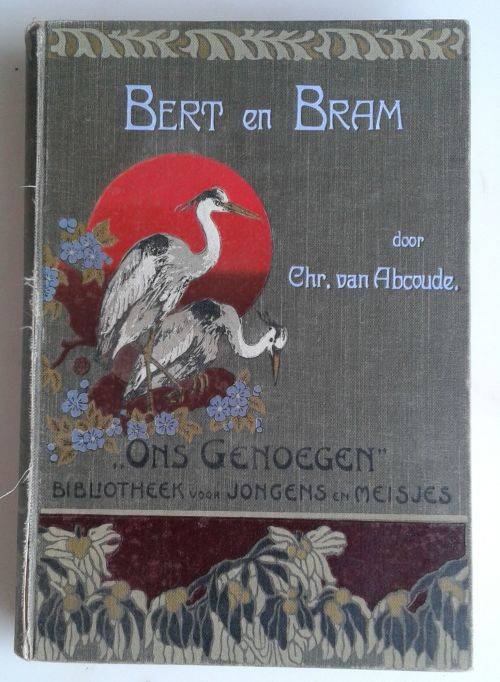 BERT en BRAM
door
Chr. van Abcoude.
„ONS GENOEGEN”
BIBLIOTHEEK VOOR JONGENS EN MEISJES